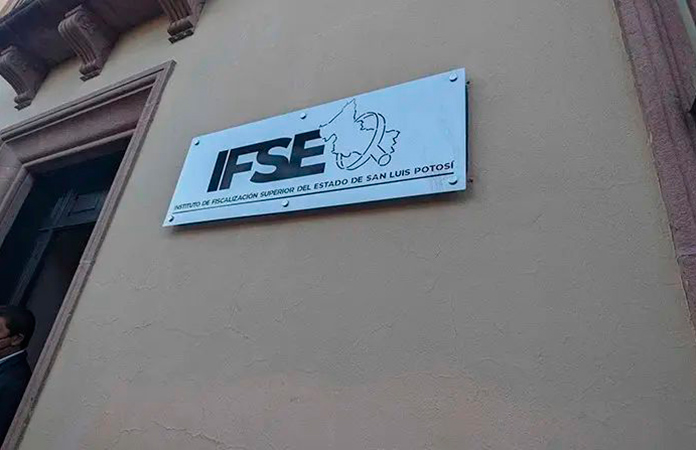 IFSE
INSTITUTO DE FISCALIZACIÓN SUPERIOR DEL ESTADO DE SAN LUIS POTOSÍ